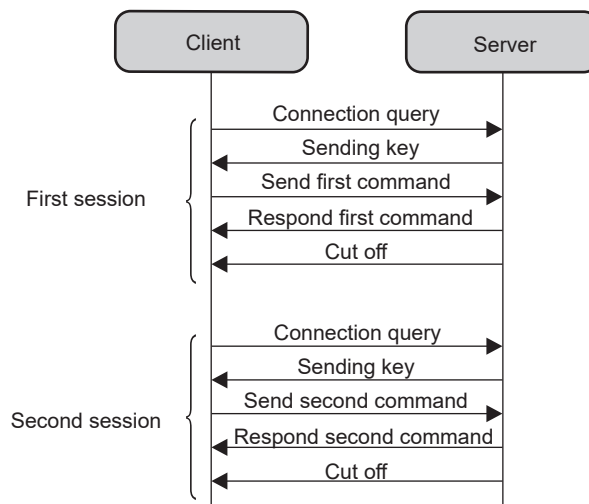 Client
Server
Connection query
Sending key
Send first command
First session
Respond first command
Cut off
Connection query
Sending key
Send second command
Second session
Respond second command
Cut off